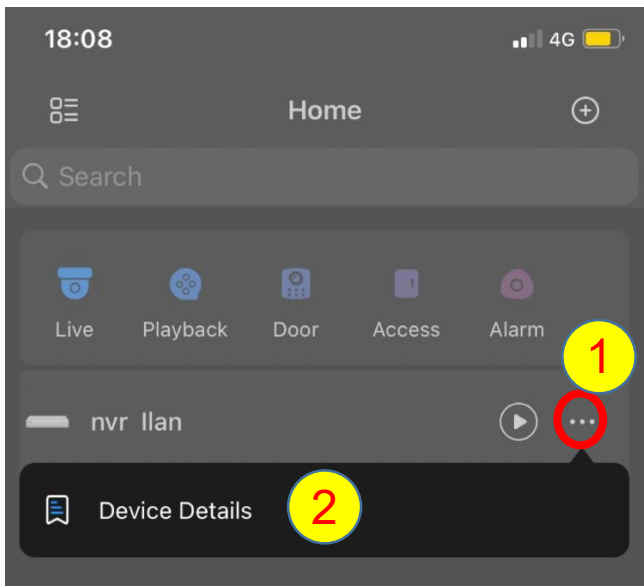 18:08 4G
Home
Search
Live Playback Door Access Alarm
1
nvr Ilan
Device Details 2